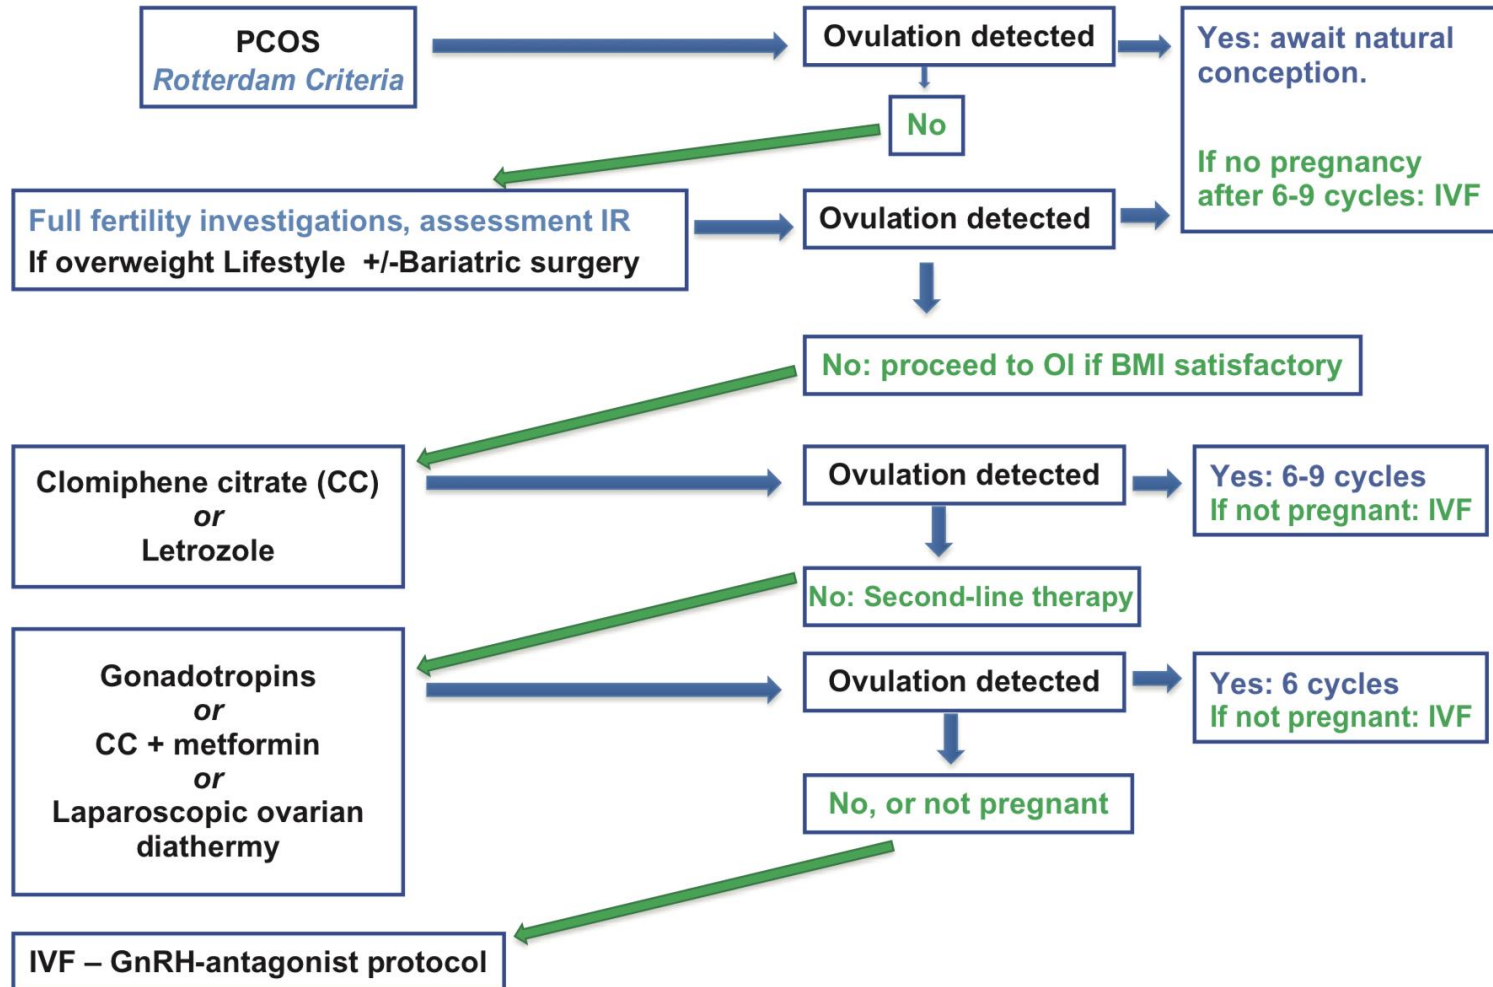 PCOS
Rotterdam Criteria
Ovulation detected
Yes: await natural
conception.
If no pregnancy
after 6-9 cycles: IVF
No
Full fertility investigations, assessment IR
If overweight Lifestyle +/-Bariatric surgery
Ovulation detected
No: proceed to OI if BMI satisfactory
Clomiphene citrate (CC)
or
Letrozole
Ovulation detected
Yes: 6-9 cycles
If not pregnant: IVF
No: Second-line therapy
Gonadotropins
or
CC + metformin
or
Laparoscopic ovarian
diathermy
Ovulation detected
Yes: 6 cycles
If not pregnant: IVF
No, or not pregnant
IVF – GnRH-antagonist protocol